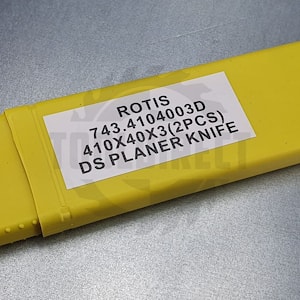 ROTIS
743.4104003D
410X40X3(2PCS)
DS PLANER KNIFE